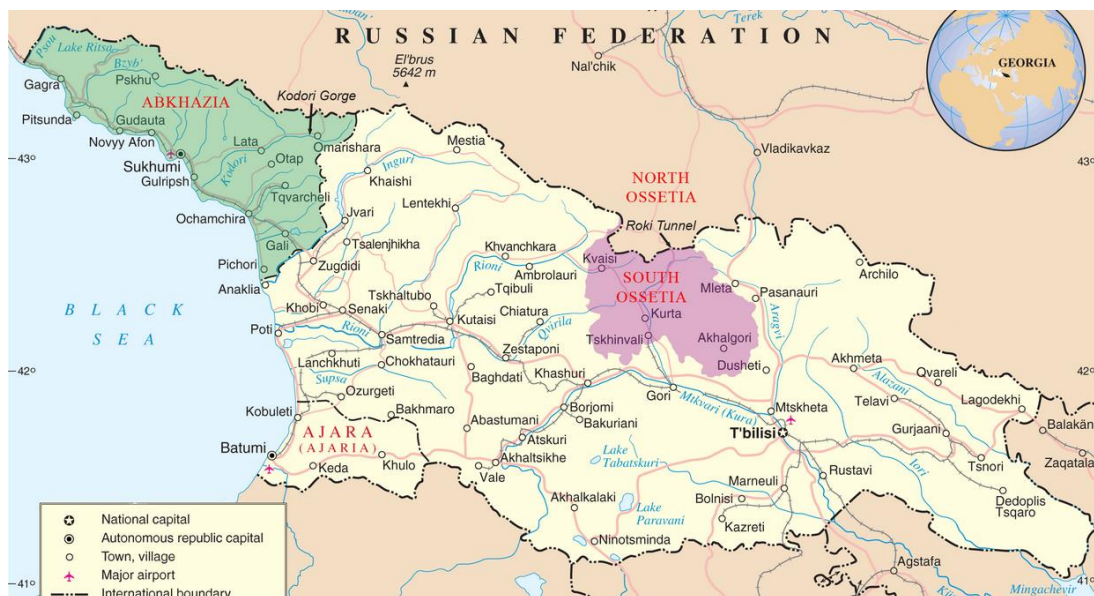 RUSSIAN FEDERATION
Terek
Psou
Lake Ritsa
Bzyb'
Pskhu
El'brus
5642 m
Nal'chik
GEORGIA
Gagra
ABKHAZIA
Kodori Gorge
Pitsunda
Gudauta
Novyy Afon
Lata
Omarishara
Mestia
Vladikavkaz
43°
43°
Sukhumi
Kodori
Otap
Inguri
Khaishi
Gulripsh
Tqvarcheli
NORTH
OSSETIA
Lentekhi
Ochamchira
Jvari
Roki Tunnel
Gali
Tsalenjhikha
Khvanchkara
Pichori
Zugdidi
Rioni
Ambrolauri
Kvaisi
Archilo
Anaklia
SOUTH
OSSETIA
Mleta
Pasanauri
BLACK
SEA
Khobi
Senaki
Tskhaltubo
Tqibuli
Chiatura
Kurta
Aragvi
Poti
Rioni
Kutaisi
Qvirila
Tskhinvali
Akhalgori
Samtredia
Zestaponi
Lanchkhuti
Chokhatauri
Dusheti
Akhmeta
42°
42°
Supsa
Baghdati
Khashuri
Alazani
Qvareli
Ozurgeti
Gori
Mtkvari (Kura)
Telavi
Lagodekhi
Kobuleti
Bakhmaro
Borjomi
Mtskheta
Abastumani
Bakuriani
T'bilisi
Gurjaani
Balakän
AJARA
(AJARIA)
Batumi
Atskuri
Keda
Khulo
Akhaltsikhe
Vale
Lake
Tabatskuri
Rustavi
Iori
Tsnori
Zaqatala
Marneuli
Akhalkalaki
Bolnisi
Dedoplis
Tsqaro
Lake
Paravani
Kazreti
Ninotsminda
Agstafa
Mingachevir
41°
41°
National capital
Autonomous republic capital
Town, village
Major airport
International boundary